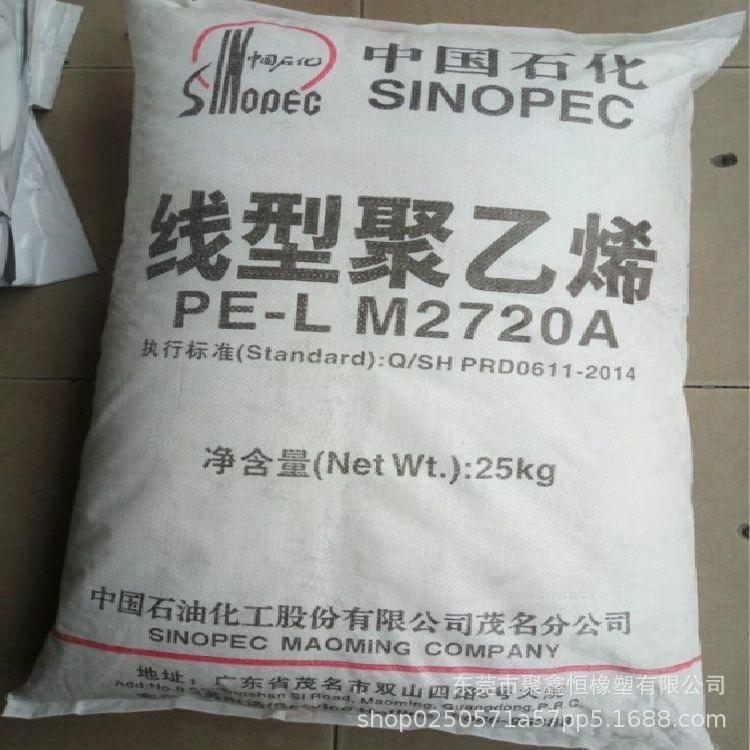 中国石化
SINOPEC
中国石化
SINOPEC
线型聚乙烯
PE-L M2720A
执行标准(Standard):Q/SH PRD0611-2014
净含量(Net Wt.):25kg
中国石油化工股份有限公司茂名分公司
SINOPEC MAOMING COMPANY
地址:广东省茂名市双山四路
Road, Maoming, Guangdong, P.R.C.
东莞市聚鑫恒橡塑有限公司
shop0250571a57pp5.1688.com